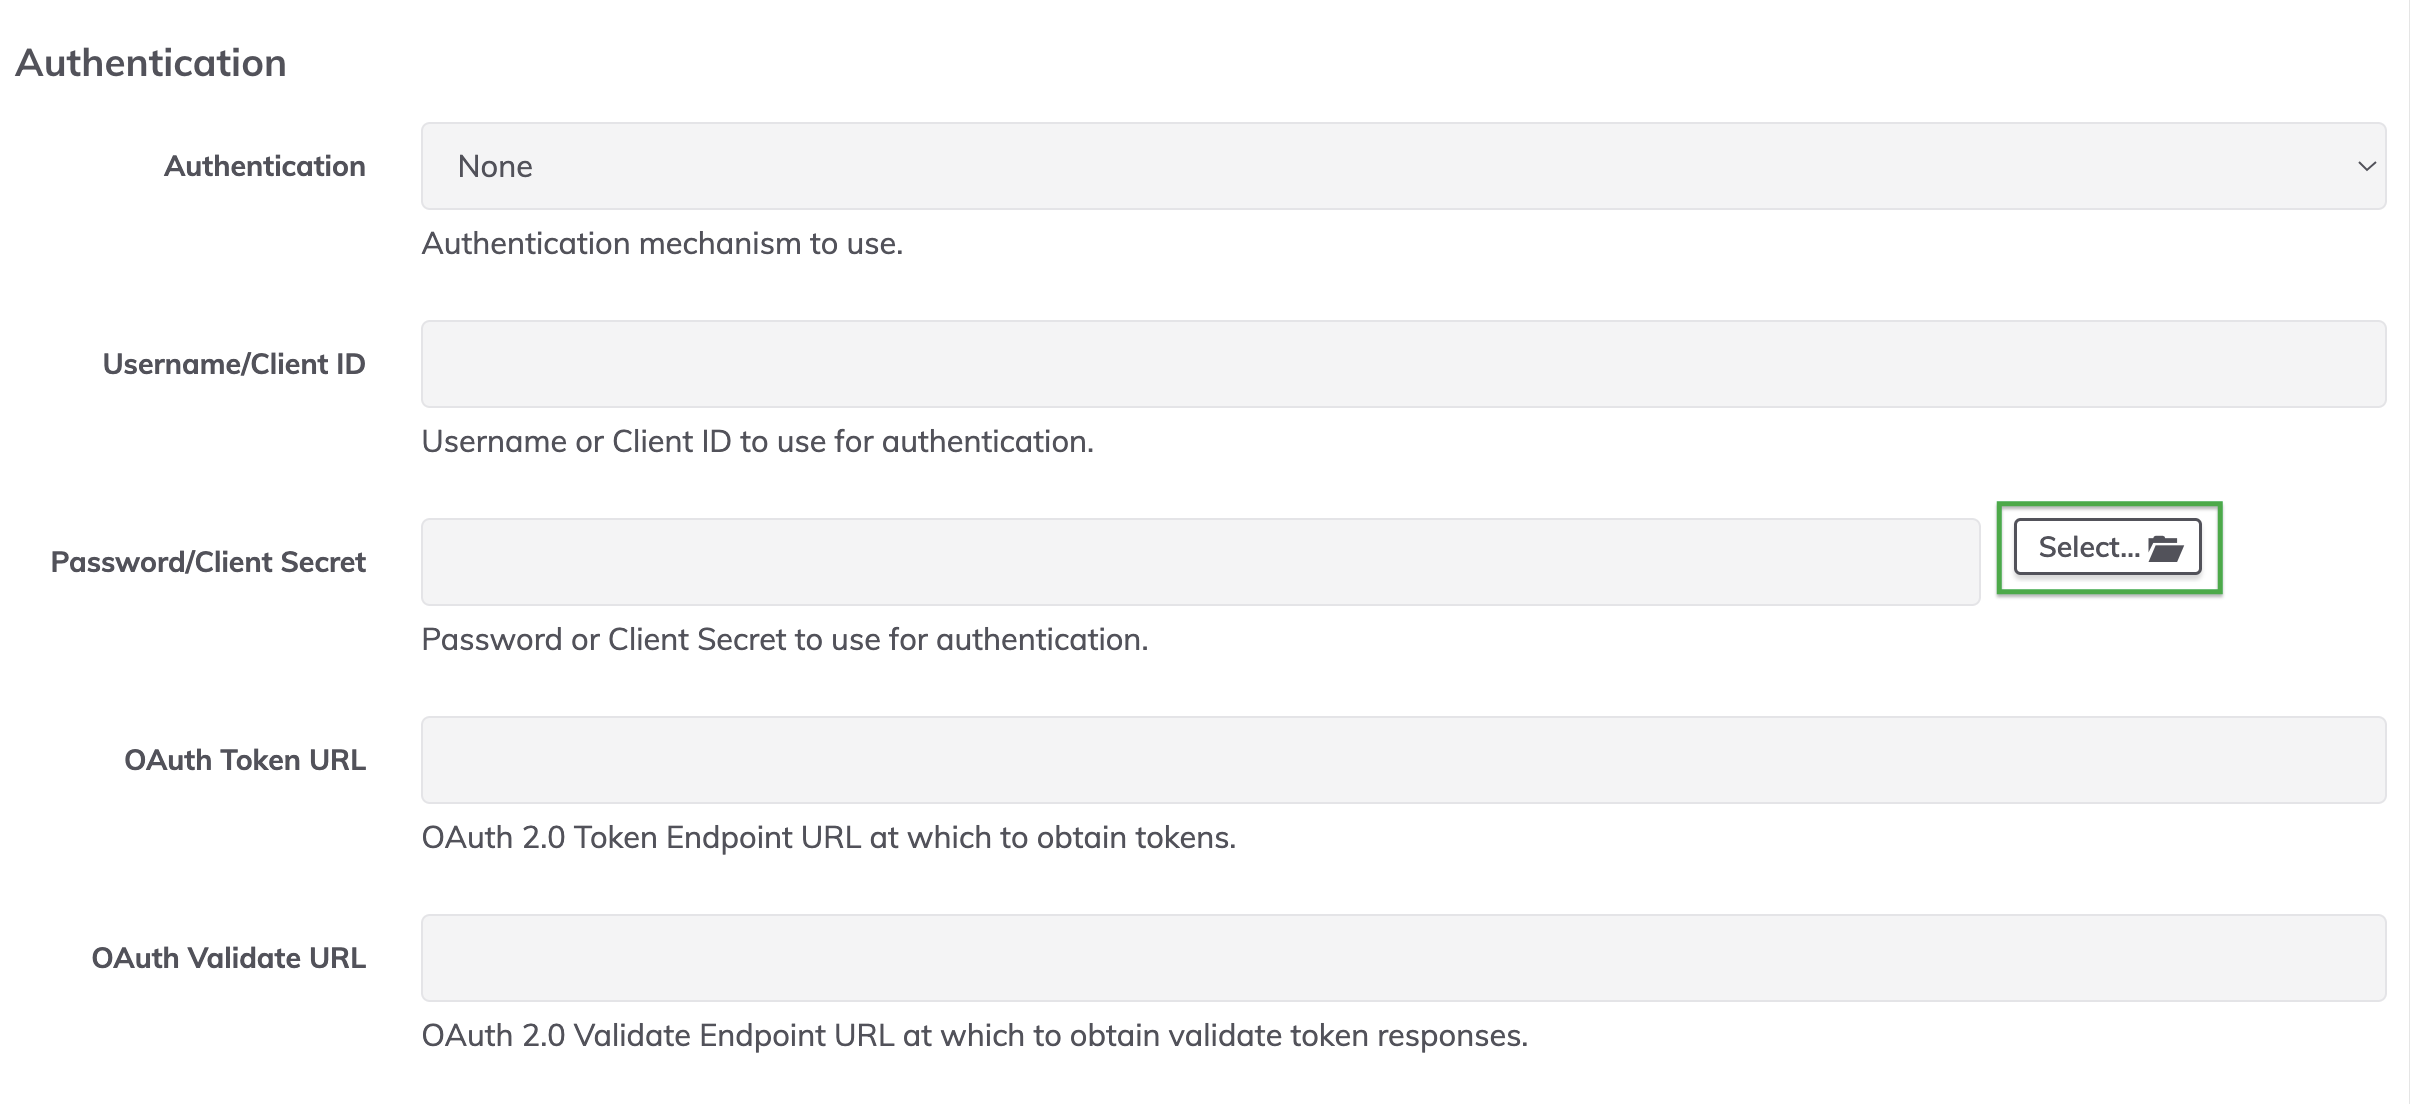 Authentication
Authentication
None
Authentication mechanism to use.
Username/Client ID
Username or Client ID to use for authentication.
Password/Client Secret
Select...
Password or Client Secret to use for authentication.
OAuth Token URL
OAuth 2.0 Token Endpoint URL at which to obtain tokens.
OAuth Validate URL
OAuth 2.0 Validate Endpoint URL at which to obtain validate token responses.